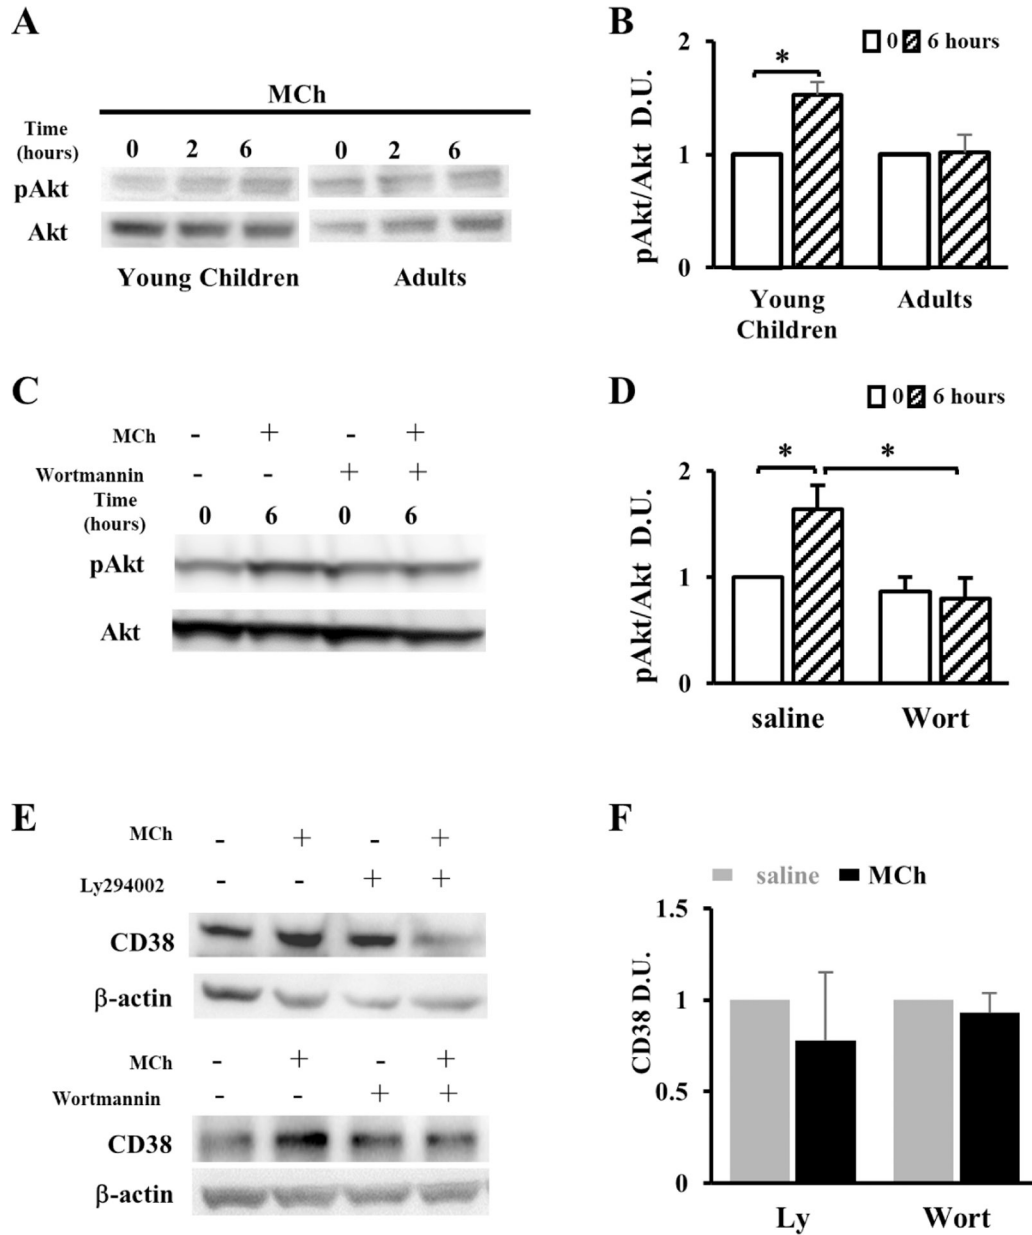 A
MCh
Time
(hours)
0 2 6 0 2 6
pAkt
Akt
Young Children Adults
B
0 6 hours
*
pAkt/Akt D.U.
2
1
0
Young
Children
Adults
C
MCh - + - +
Wortmannin - - + +
Time
(hours)
0 6 0 6
pAkt
Akt
D
0 6 hours
* *
pAkt/Akt D.U.
2
1
0
saline Wort
E
MCh - + - +
Ly294002 - - + +
CD38
β-actin
MCh - + - +
Wortmannin - - + +
CD38
β-actin
F
saline MCh
CD38 D.U.
1.5
1
0.5
0
Ly Wort